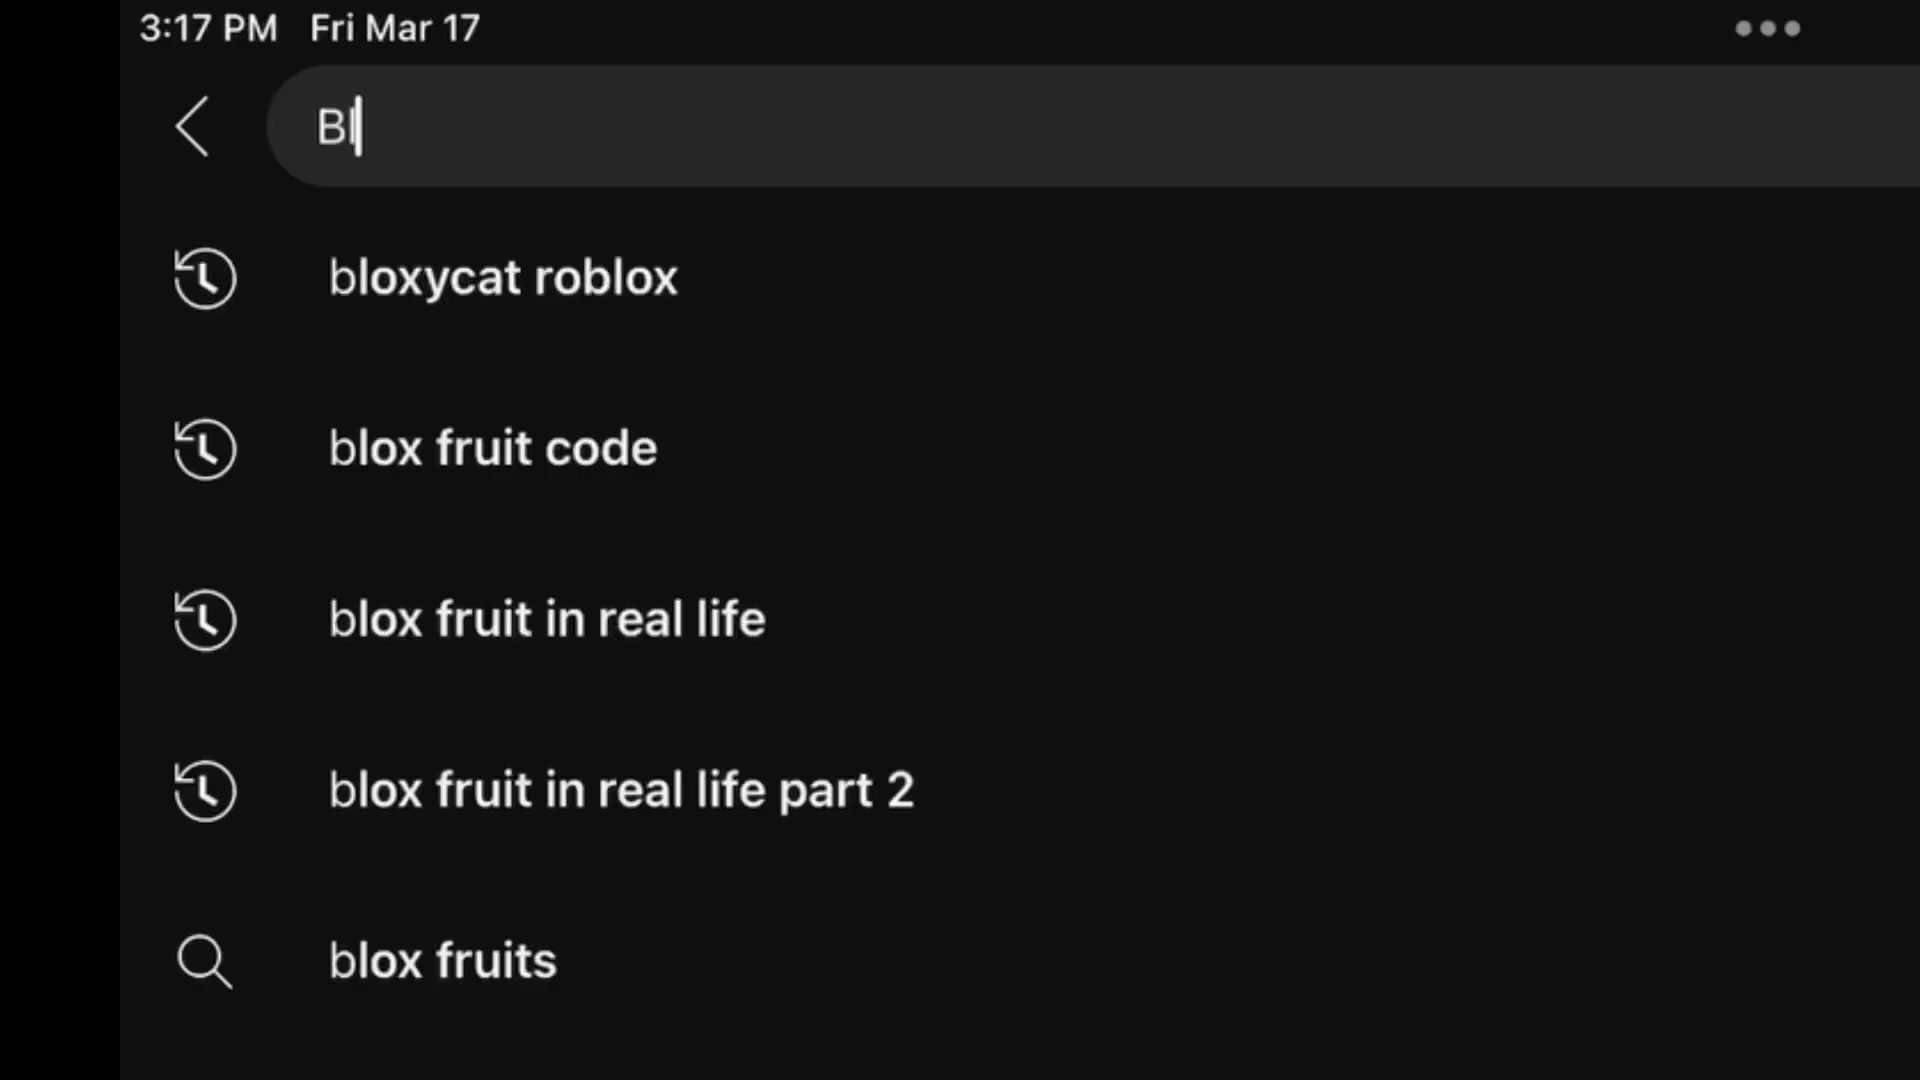 3:17 PM Fri Mar 17
Bl
bloxycat roblox
blox fruit code
blox fruit in real life
blox fruit in real life part 2
blox fruits